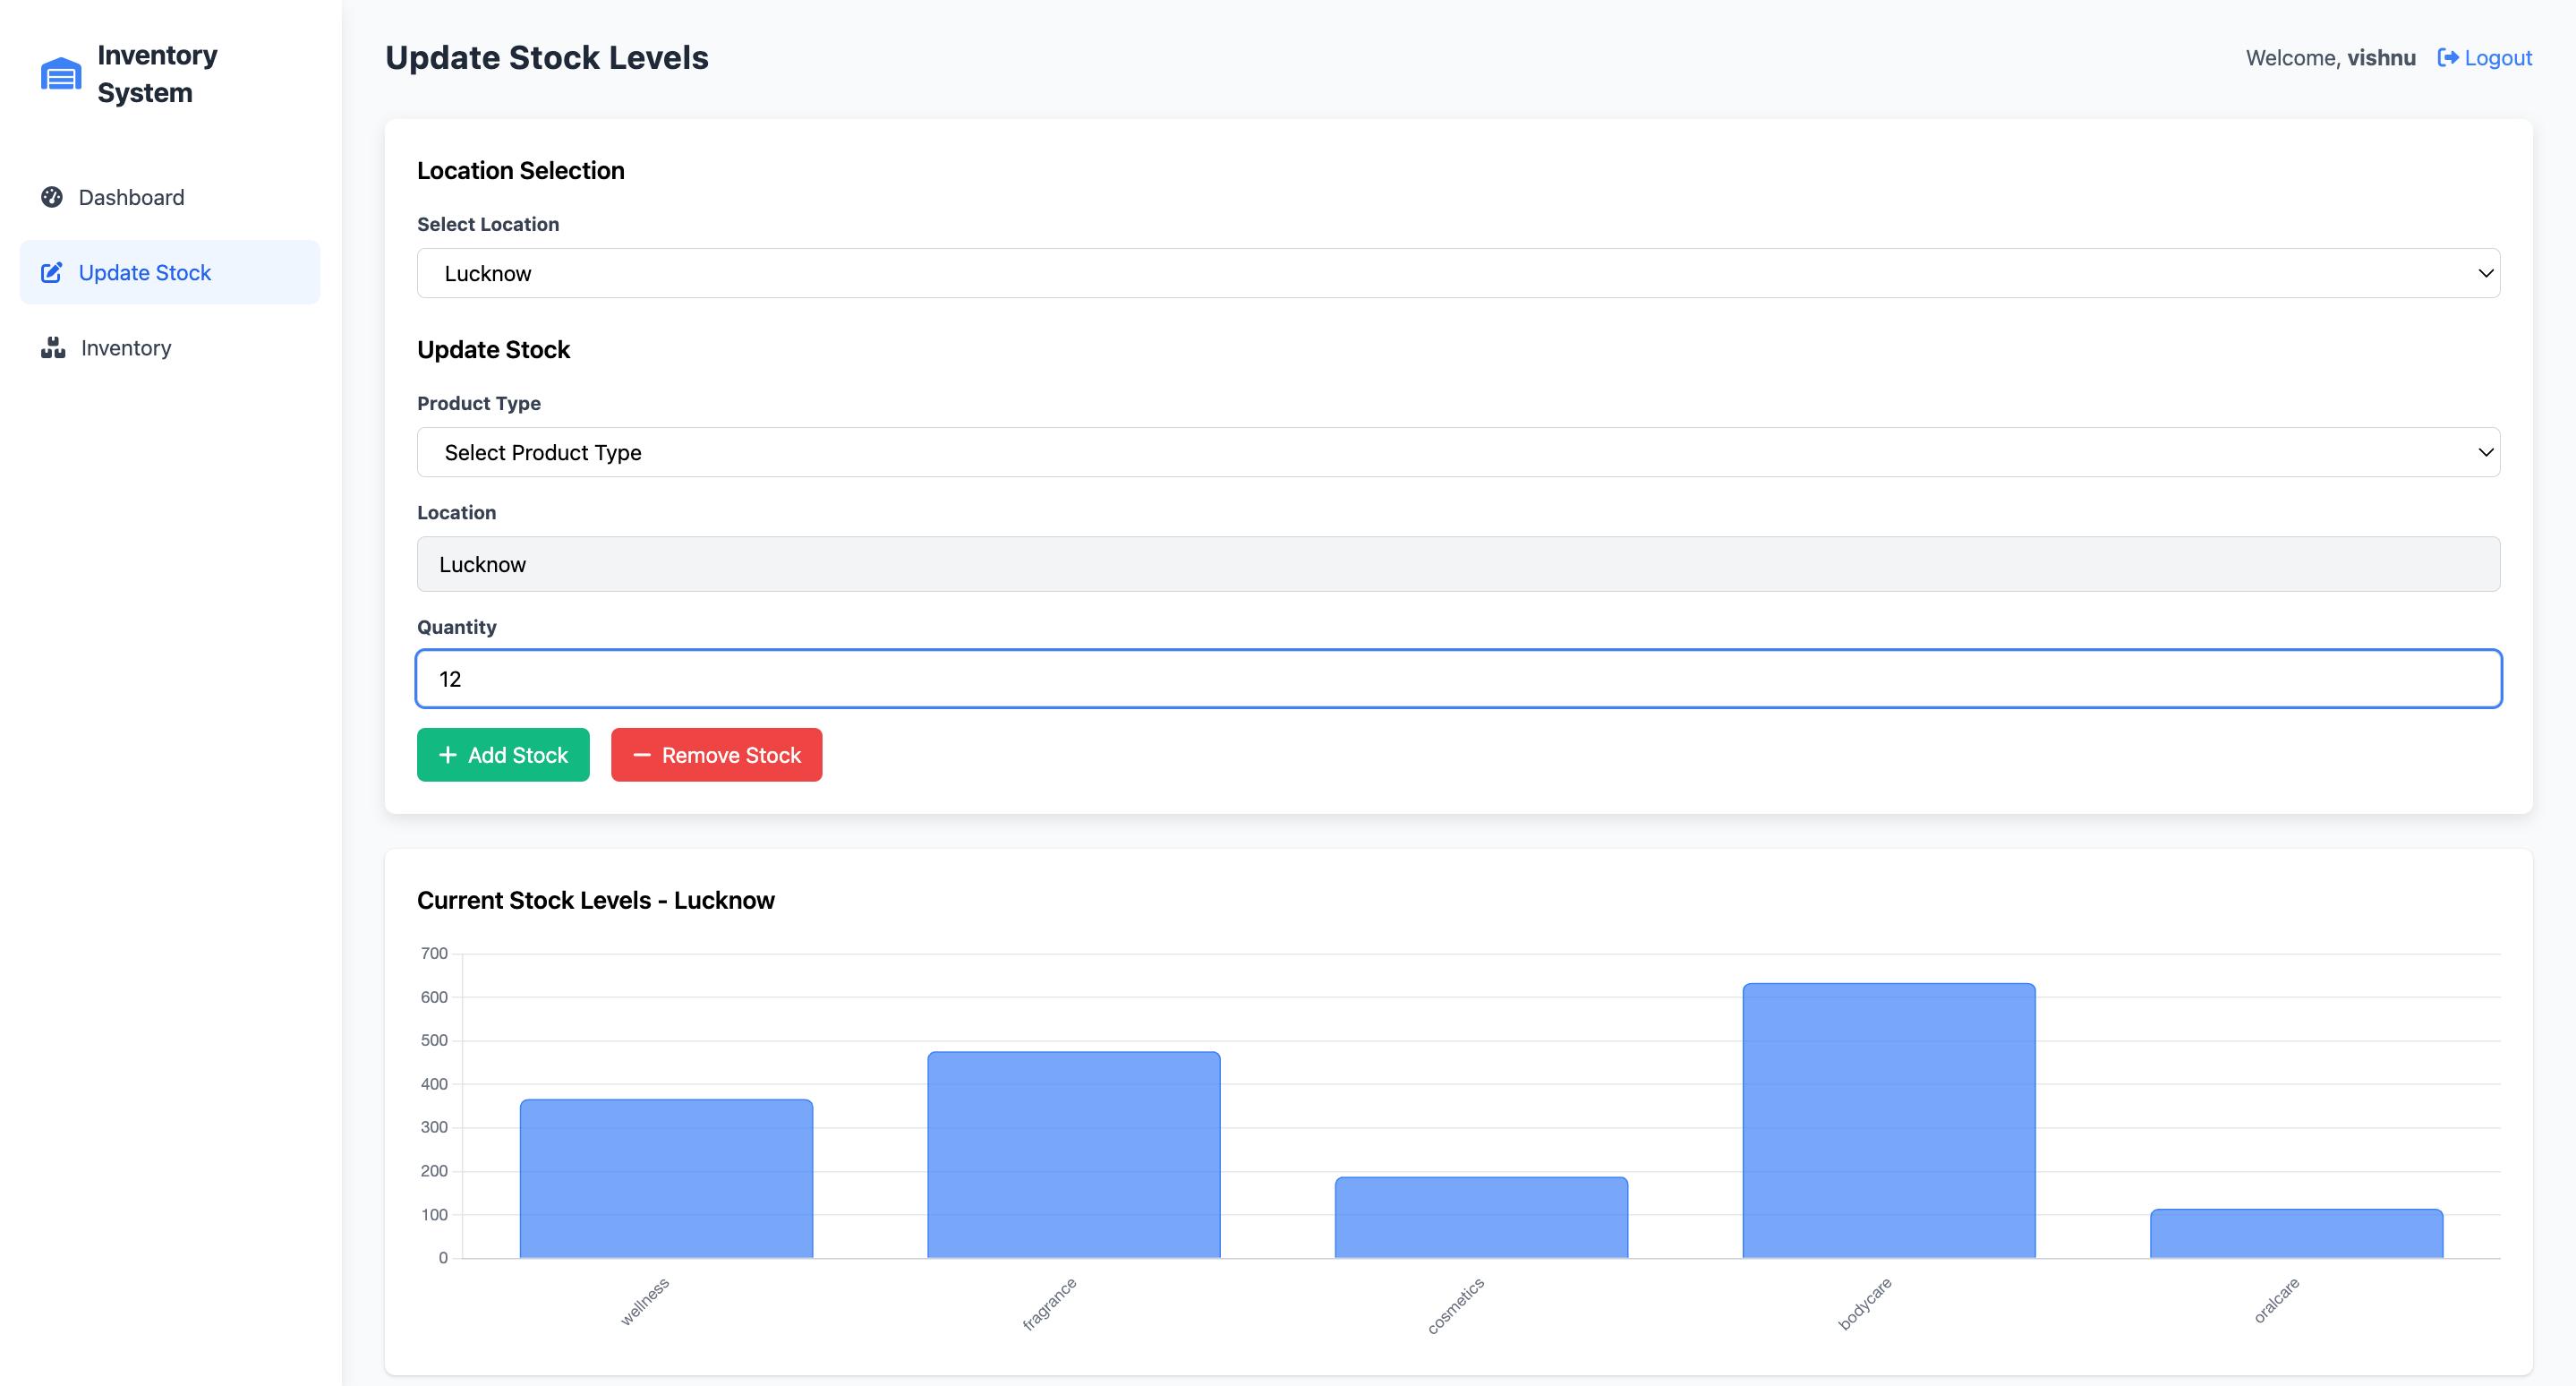 Inventory
System
Dashboard
Update Stock
Inventory
Update Stock Levels
Welcome, vishnu Logout
Location Selection
Select Location
Lucknow
Update Stock
Product Type
Select Product Type
Location
Lucknow
Quantity
12
Add Stock
Remove Stock
Current Stock Levels - Lucknow
700
600
500
400
300
200
100
0
wellness
fragrance
cosmetics
bodycare
oralcare